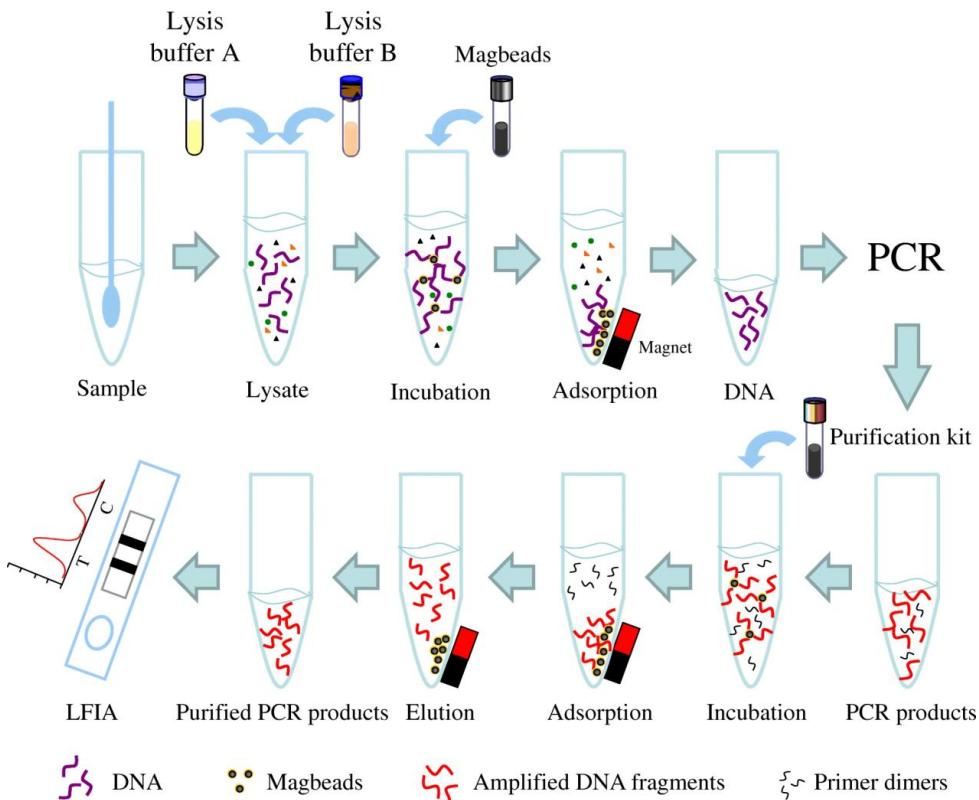 Lysis
buffer A
Lysis
buffer B
Magbeads
PCR
Magnet
Sample
Lysate
Incubation
Adsorption
DNA
Purification kit
C
T
LFIA
Purified PCR products
Elution
Adsorption
Incubation
PCR products
DNA
Magbeads
Amplified DNA fragments
Primer dimers